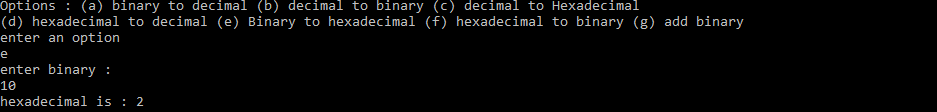 Options : (a) binary to decimal (b) decimal to binary (c) decimal to Hexadecimal
(d) hexadecimal to decimal (e) Binary to hexadecimal (f) hexadecimal to binary (g) add binary
enter an option
e
enter binary :
10
hexadecimal is : 2